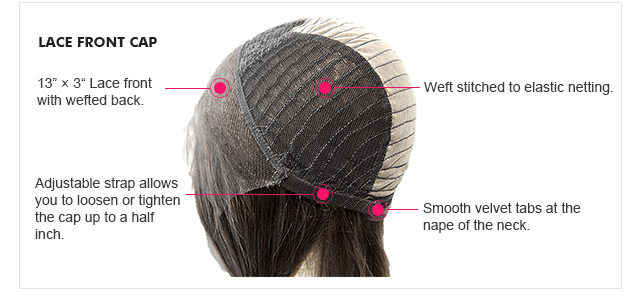 LACE FRONT CAP
13” × 3“ Lace front
with wefted back.
Weft stitched to elastic netting.
Adjustable strap allows
you to loosen or tighten
the cap up to a half
inch.
Smooth velvet tabs at the
nape of the neck.